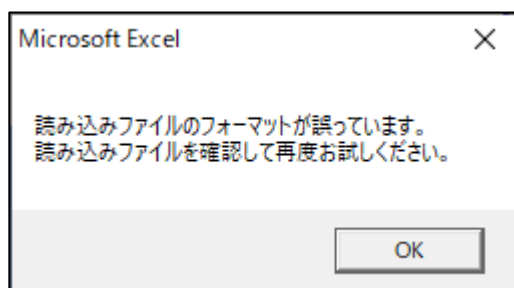 Microsoft Excel
読み込みファイルのフォーマットが誤っています。
読み込みファイルを確認して再度お試しください。
OK